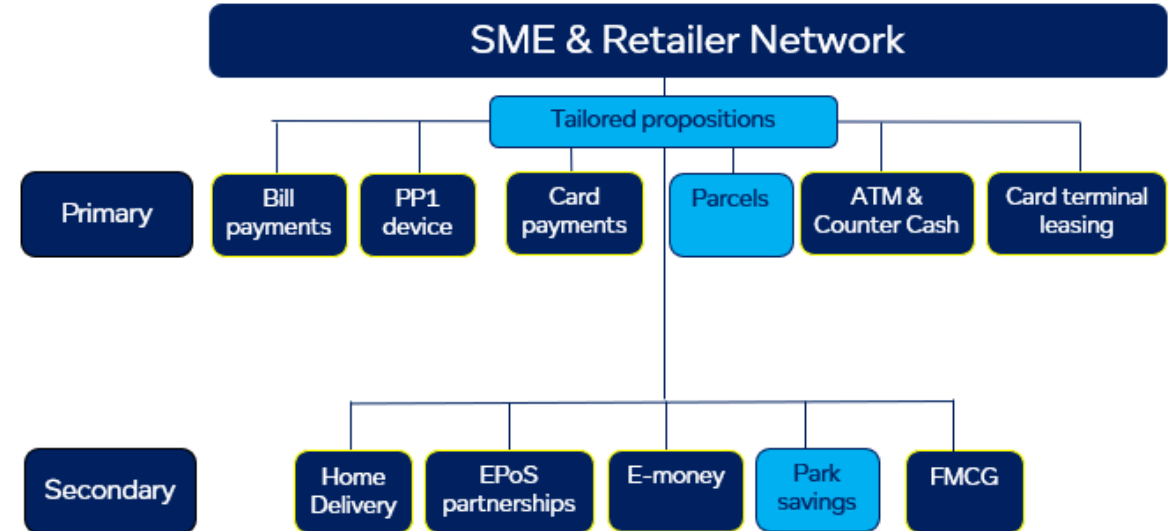 SME & Retailer Network
Tailored propositions
Primary
Bill
payments
PP1
device
Card
payments
Parcels
ATM &
Counter Cash
Card terminal
leasing
Secondary
Home
Delivery
EPoS
partnerships
E-money
Park
savings
FMCG